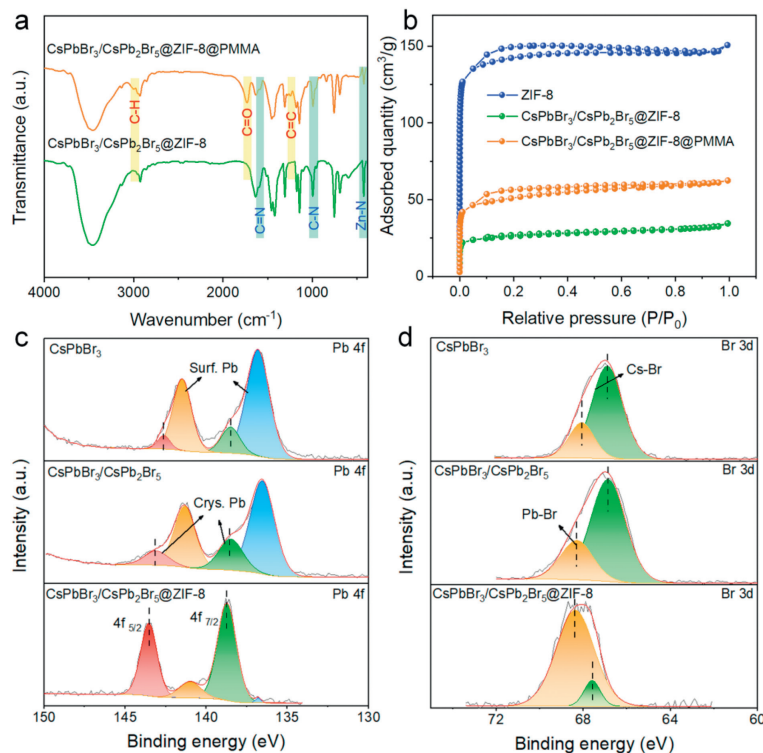 a
CsPbBr₃/CsPb₂Br₅@ZIF-8@PMMA
C-H
C=O
C=C
CsPbBr₃/CsPb₂Br₅@ZIF-8
C=N
C-N
Zn-N
Transmittance (a.u.)
4000 3000 2000 1000
Wavenumber (cm⁻¹)
b
150
100
50
0
ZIF-8
CsPbBr₃/CsPb₂Br₅@ZIF-8
CsPbBr₃/CsPb₂Br₅@ZIF-8@PMMA
Adsorbed quantity (cm³/g)
0.0 0.2 0.4 0.6 0.8 1.0
Relative pressure (P/P₀)
c
CsPbBr₃ Pb 4f
Surf. Pb
CsPbBr₃/CsPb₂Br₅ Pb 4f
Crys. Pb
CsPbBr₃/CsPb₂Br₅@ZIF-8 Pb 4f
4f 5/2
4f 7/2
Intensity (a.u.)
150 145 140 135 130
Binding energy (eV)
d
CsPbBr₃ Br 3d
Cs-Br
CsPbBr₃/CsPb₂Br₅ Br 3d
Pb-Br
CsPbBr₃/CsPb₂Br₅@ZIF-8 Br 3d
Intensity (a.u.)
72 68 64 60
Binding energy (eV)